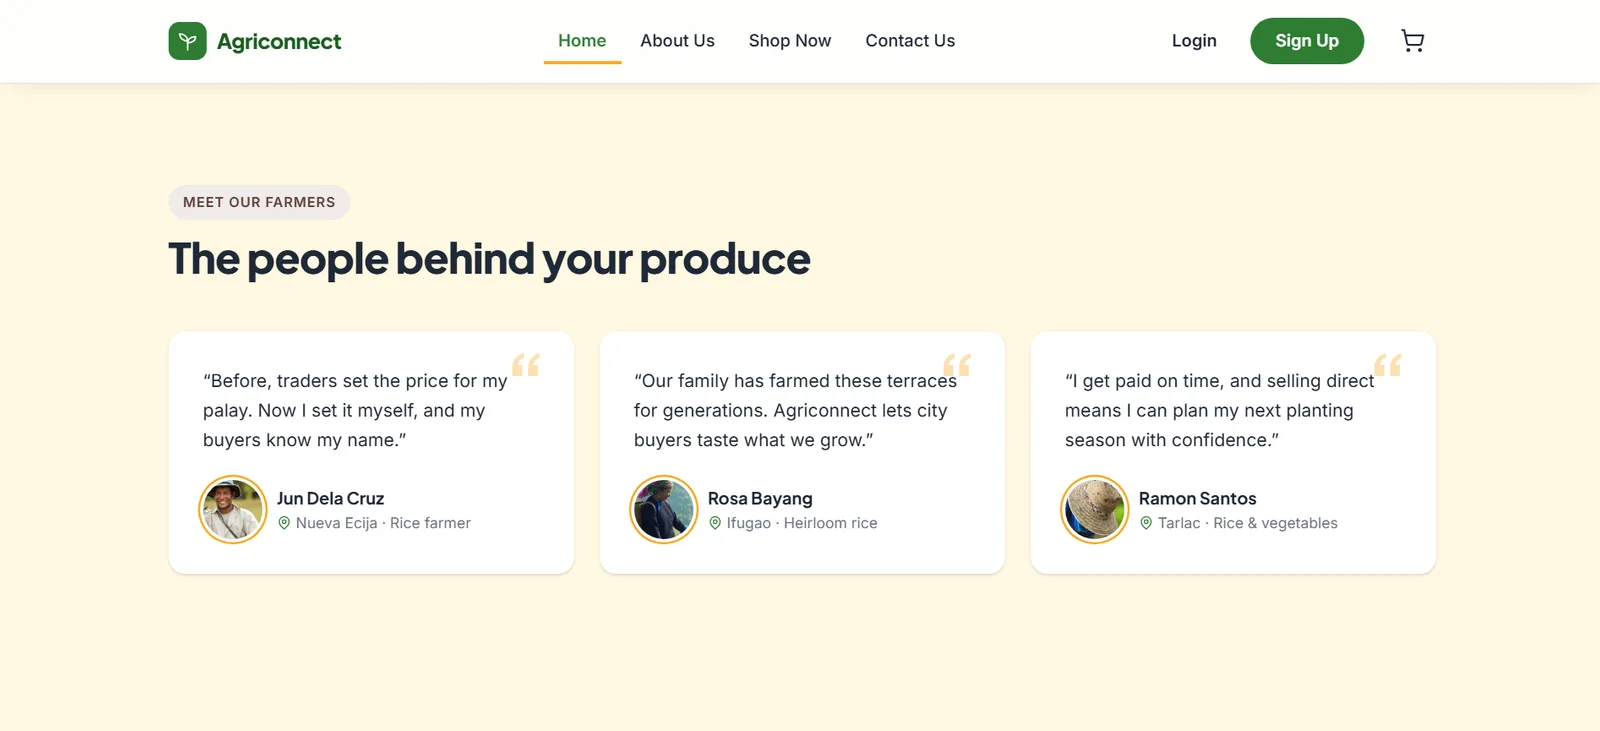 Agriconnect
Home
About Us
Shop Now
Contact Us
Login
Sign Up
MEET OUR FARMERS
The people behind your produce
“Before, traders set the price for my
palay. Now I set it myself, and my
buyers know my name.”
Jun Dela Cruz
Nueva Ecija · Rice farmer
“Our family has farmed these terraces
for generations. Agriconnect lets city
buyers taste what we grow.”
Rosa Bayang
Ifugao · Heirloom rice
“I get paid on time, and selling direct
means I can plan my next planting
season with confidence.”
Ramon Santos
Tarlac · Rice & vegetables